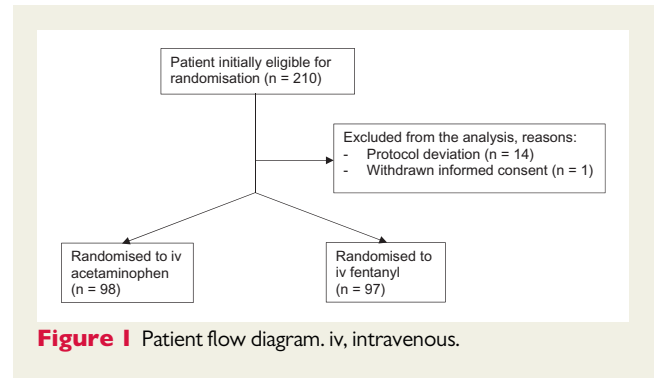 Patient initially eligible for
randomisation (n = 210)
Excluded from the analysis, reasons:
- Protocol deviation (n = 14)
- Withdrawn informed consent (n = 1)
Randomised to iv
acetaminophen
(n = 98)
Randomised to
iv fentanyl
(n = 97)
Figure 1 Patient flow diagram. iv, intravenous.